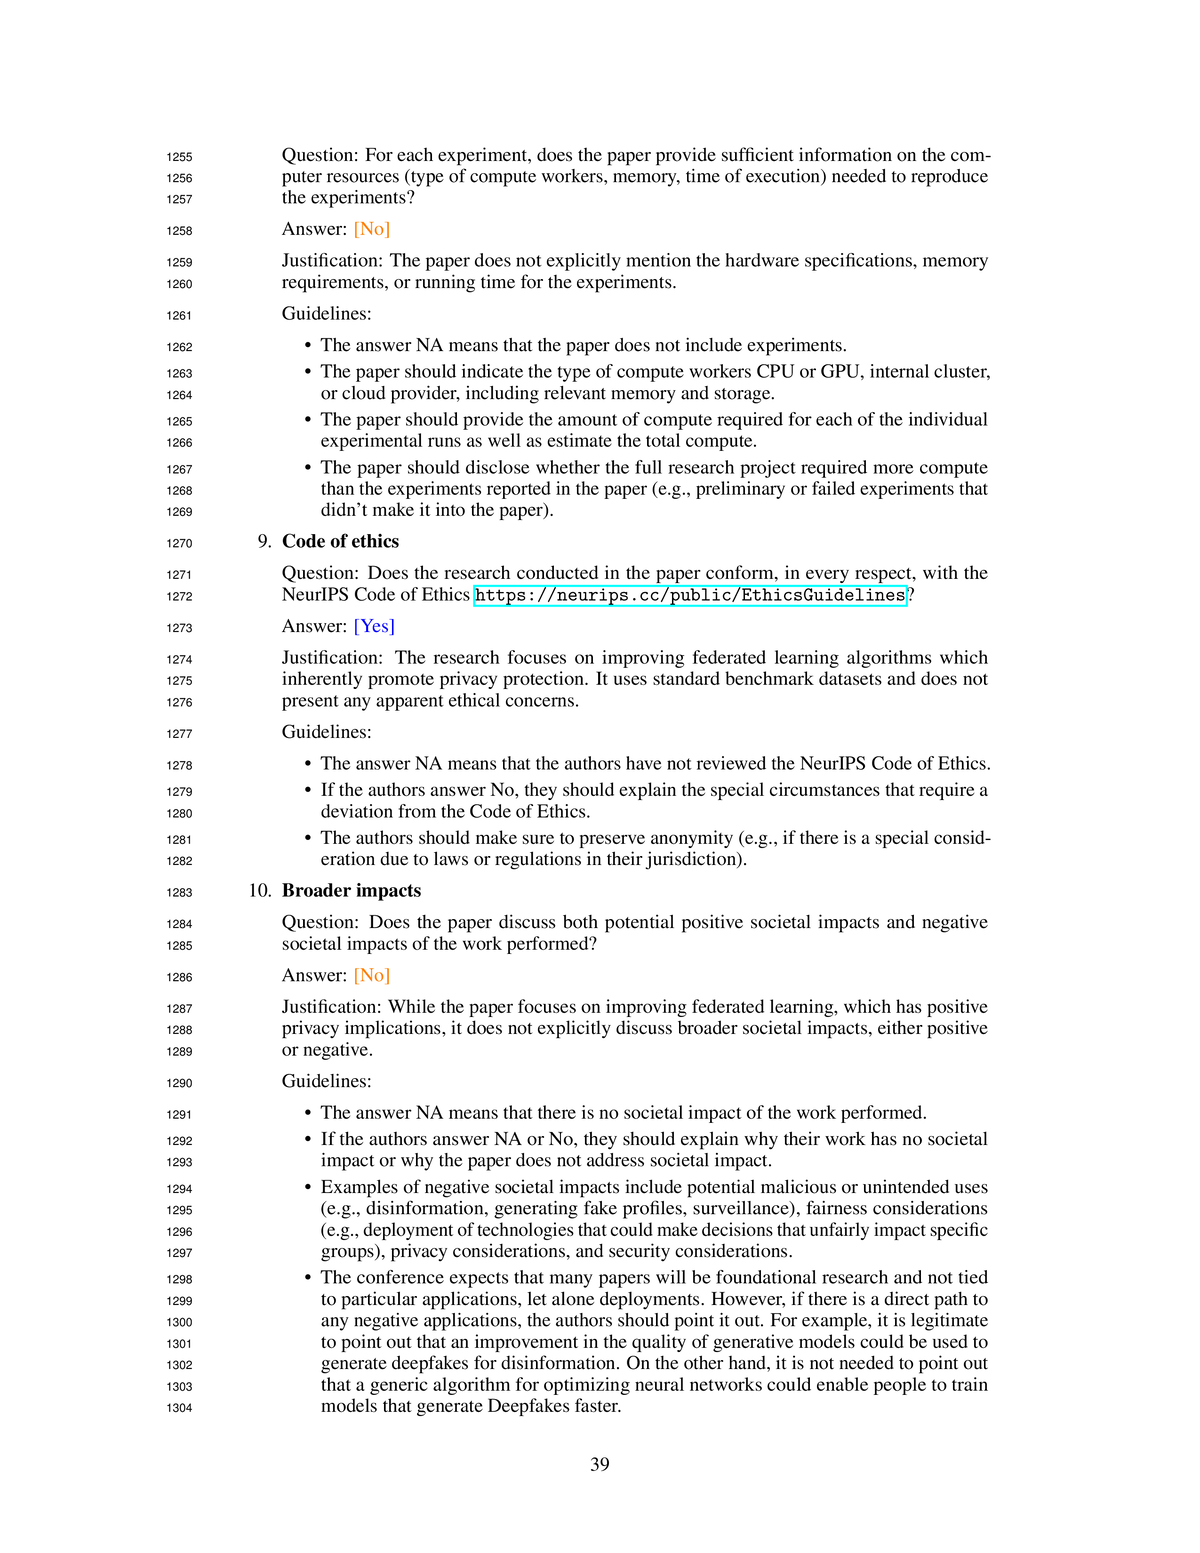 1255 Question: For each experiment, does the paper provide sufficient information on the com-
1256 puter resources (type of compute workers, memory, time of execution) needed to reproduce
1257 the experiments?
1258 Answer: [No]
1259 Justification: The paper does not explicitly mention the hardware specifications, memory
1260 requirements, or running time for the experiments.
1261 Guidelines:
1262 • The answer NA means that the paper does not include experiments.
1263 • The paper should indicate the type of compute workers CPU or GPU, internal cluster,
1264 or cloud provider, including relevant memory and storage.
1265 • The paper should provide the amount of compute required for each of the individual
1266 experimental runs as well as estimate the total compute.
1267 • The paper should disclose whether the full research project required more compute
1268 than the experiments reported in the paper (e.g., preliminary or failed experiments that
1269 didn't make it into the paper).
1270 9. Code of ethics
1271 Question: Does the research conducted in the paper conform, in every respect, with the
1272 NeurIPS Code of Ethics https://neurips.cc/public/EthicsGuidelines?
1273 Answer: [Yes]
1274 Justification: The research focuses on improving federated learning algorithms which
1275 inherently promote privacy protection. It uses standard benchmark datasets and does not
1276 present any apparent ethical concerns.
1277 Guidelines:
1278 • The answer NA means that the authors have not reviewed the NeurIPS Code of Ethics.
1279 • If the authors answer No, they should explain the special circumstances that require a
1280 deviation from the Code of Ethics.
1281 • The authors should make sure to preserve anonymity (e.g., if there is a special consid-
1282 eration due to laws or regulations in their jurisdiction).
1283 10. Broader impacts
1284 Question: Does the paper discuss both potential positive societal impacts and negative
1285 societal impacts of the work performed?
1286 Answer: [No]
1287 Justification: While the paper focuses on improving federated learning, which has positive
1288 privacy implications, it does not explicitly discuss broader societal impacts, either positive
1289 or negative.
1290 Guidelines:
1291 • The answer NA means that there is no societal impact of the work performed.
1292 • If the authors answer NA or No, they should explain why their work has no societal
1293 impact or why the paper does not address societal impact.
1294 • Examples of negative societal impacts include potential malicious or unintended uses
1295 (e.g., disinformation, generating fake profiles, surveillance), fairness considerations
1296 (e.g., deployment of technologies that could make decisions that unfairly impact specific
1297 groups), privacy considerations, and security considerations.
1298 • The conference expects that many papers will be foundational research and not tied
1299 to particular applications, let alone deployments. However, if there is a direct path to
1300 any negative applications, the authors should point it out. For example, it is legitimate
1301 to point out that an improvement in the quality of generative models could be used to
1302 generate deepfakes for disinformation. On the other hand, it is not needed to point out
1303 that a generic algorithm for optimizing neural networks could enable people to train
1304 models that generate Deepfakes faster.
39